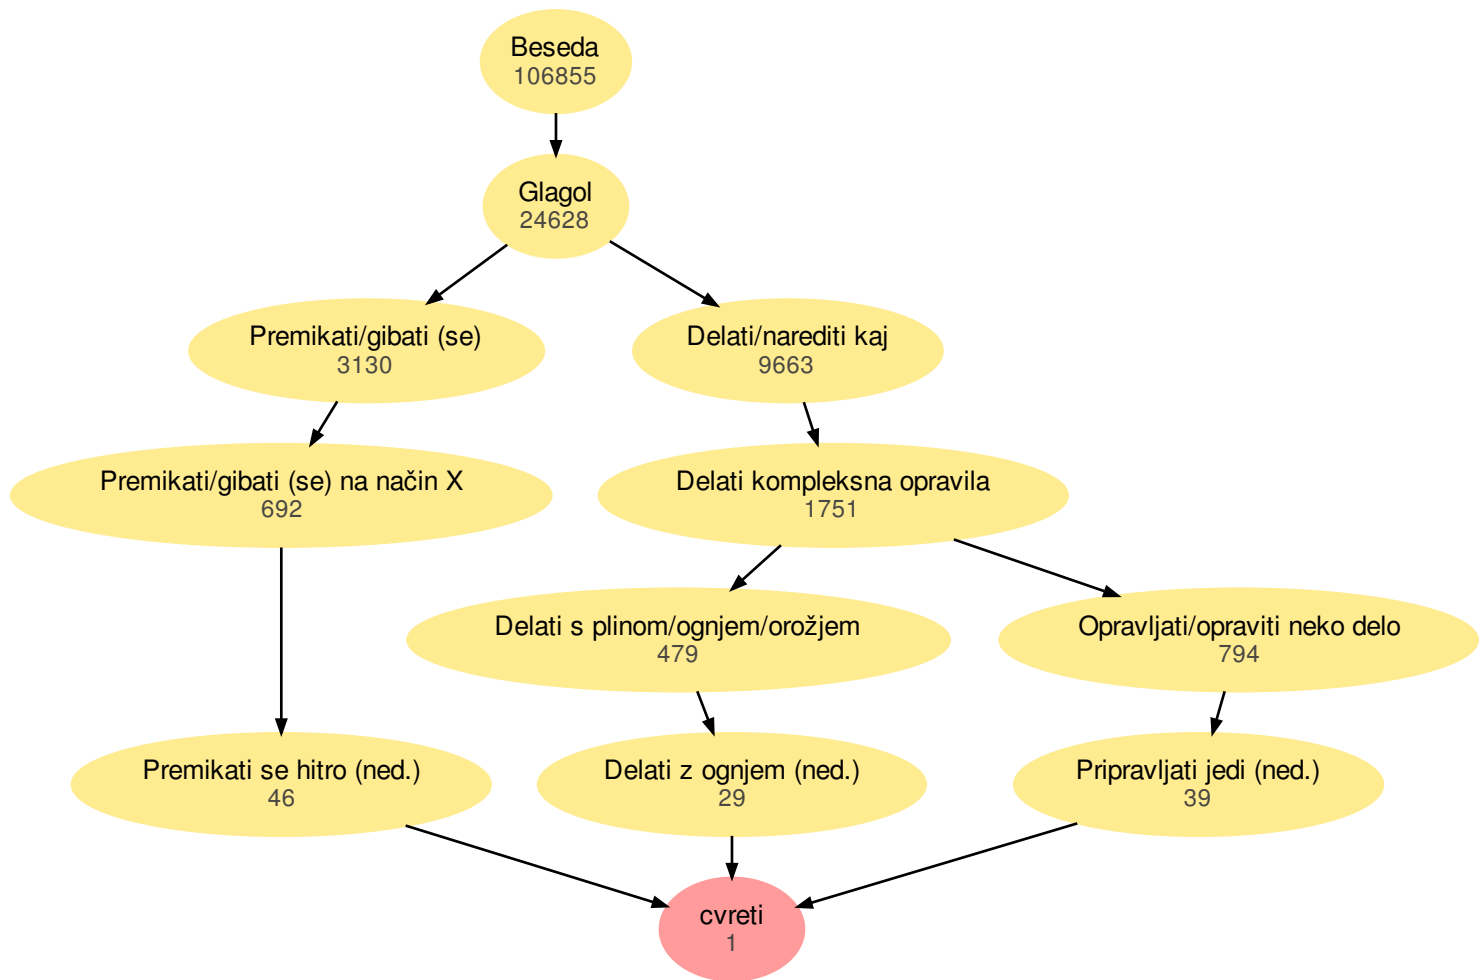 Beseda
106855
Glagol
24628
Premikati/gibati (se)
3130
Delati/narediti kaj
9663
Premikati/gibati (se) na način X
692
Delati kompleksna opravila
1751
Delati s plinom/ognjem/orožjem
479
Opravljati/opraviti neko delo
794
Premikati se hitro (ned.)
46
Delati z ognjem (ned.)
29
Pripravljati jedi (ned.)
39
cvreti
1